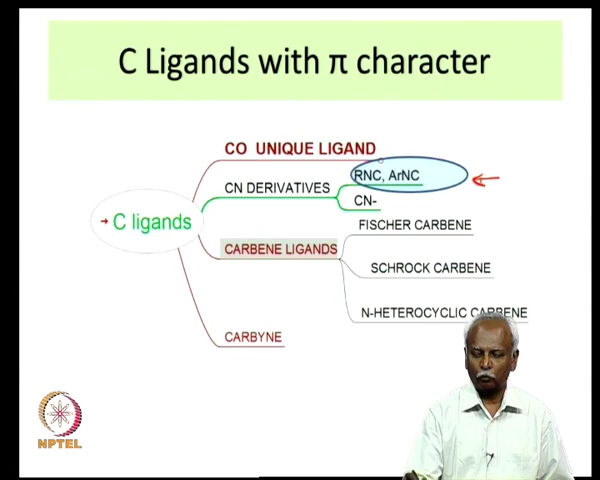 C Ligands with π character
CO UNIQUE LIGAND
RNC, ArNC
CN DERIVATIVES
CN-
C ligands
FISCHER CARBENE
CARBENE LIGANDS
SCHROCK CARBENE
N-HETEROCYCLIC CARBENE
CARBYNE
NPTEL